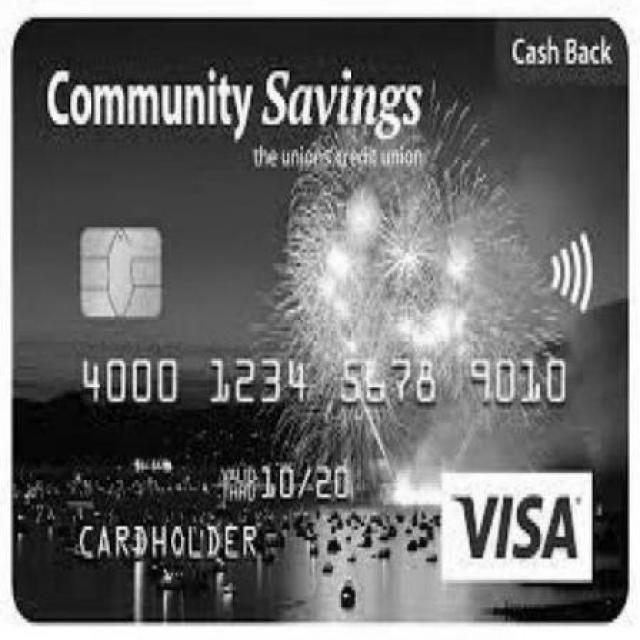 Cash Back
Community Savings
the union's credit union
4000 1234 5678 9010
10/20
CARDHOLDER
VISA